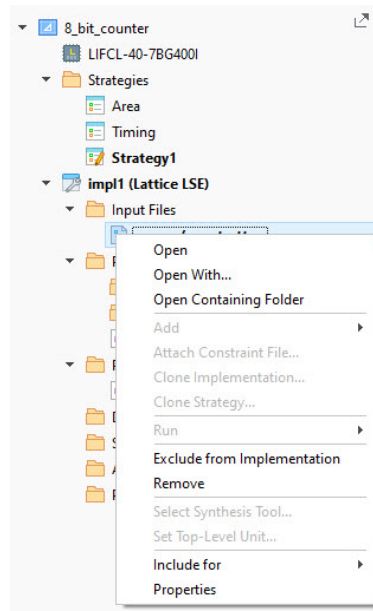 8_bit_counter
LIFCL-40-7BG400I
Strategies
Area
Timing
Strategy1
impl1 (Lattice LSE)
Input Files
Open
Open With...
Open Containing Folder
Add
Attach Constraint File...
Clone Implementation...
Clone Strategy...
Run
Exclude from Implementation
Remove
Select Synthesis Tool...
Set Top-Level Unit...
Include for
Properties